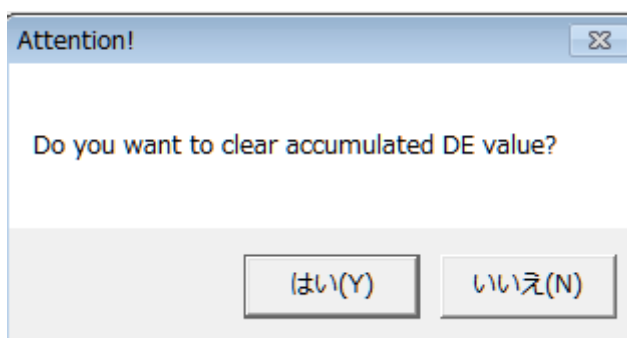 Attention!
Do you want to clear accumulated DE value?
はい(Y) いいえ(N)